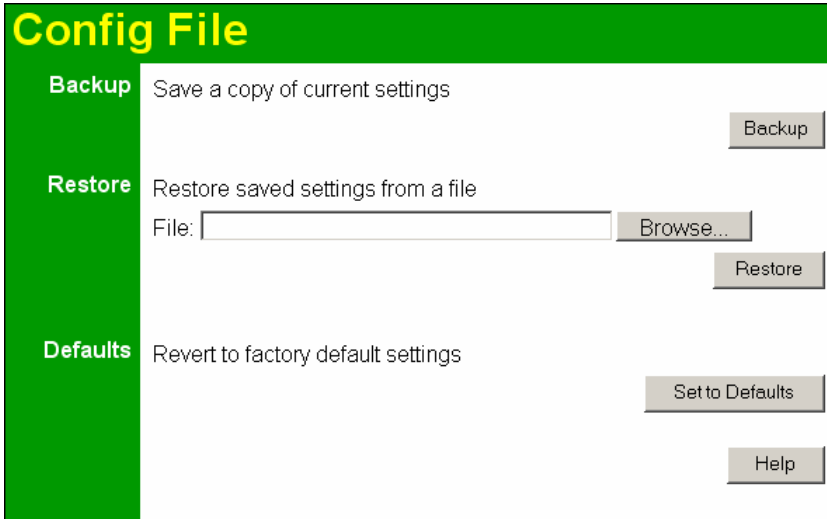 Config File
Backup Save a copy of current settings
Backup
Restore Restore saved settings from a file
File: Browse...
Restore
Defaults Revert to factory default settings
Set to Defaults
Help